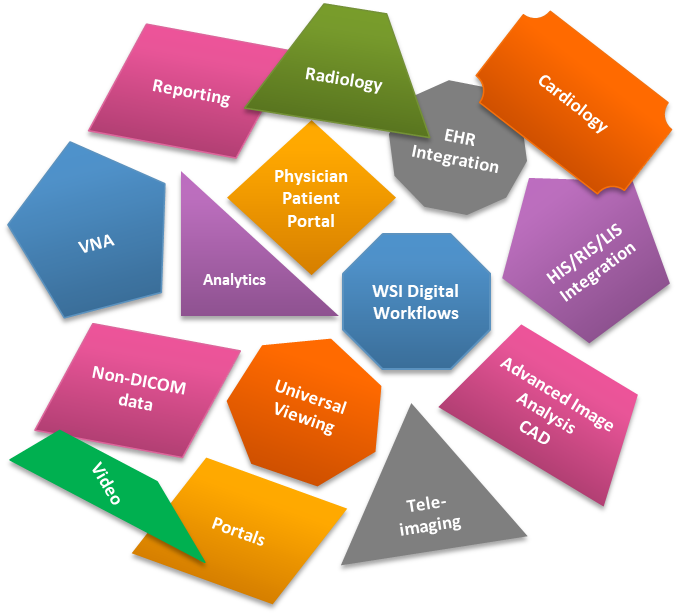 Reporting
Radiology
Cardiology
EHR
Integration
Physician
Patient
Portal
VNA
Analytics
WSI Digital
Workflows
HIS/RIS/LIS
Integration
Non-DICOM
data
Universal
Viewing
Advanced Image
Analysis
CAD
Video
Portals
Tele-
imaging